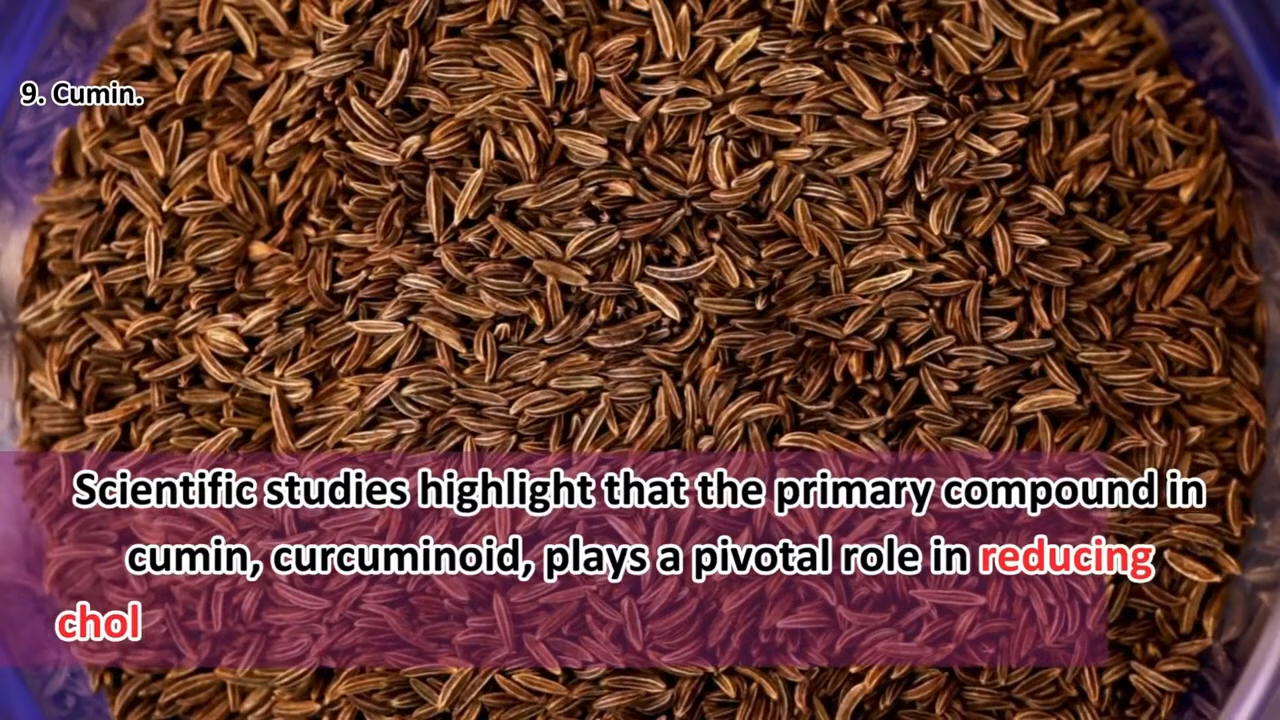 9. Cumin.
Scientific studies highlight that the primary compound in
cumin, curcuminoid, plays a pivotal role in reducing
chol